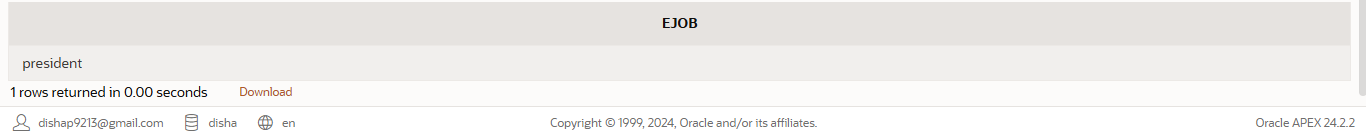 EJOB
president
1 rows returned in 0.00 seconds Download
dishap9213@gmail.com disha en Copyright © 1999, 2024, Oracle and/or its affiliates. Oracle APEX 24.2.2